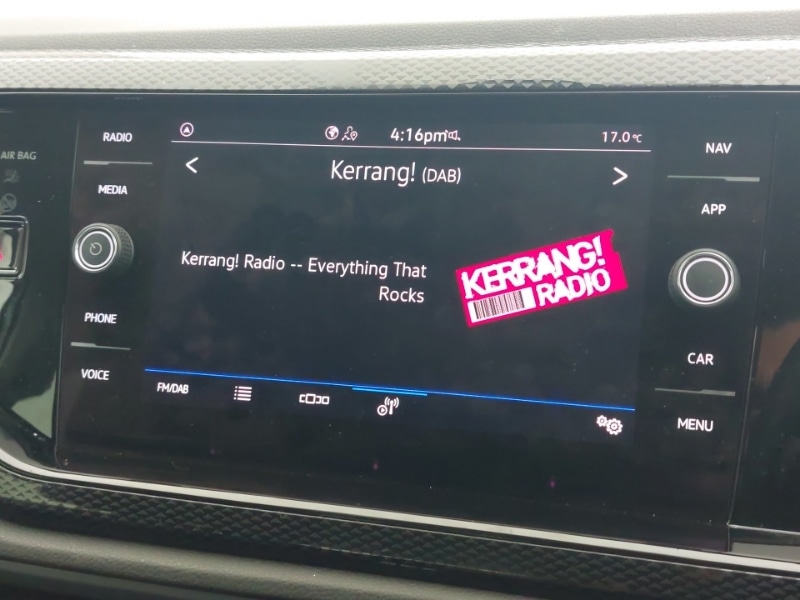 AIR BAG
RADIO
MEDIA
PHONE
VOICE
4:16pm
17.0°C
< Kerrang! (DAB) >
Kerrang! Radio -- Everything That
Rocks
KERRANG!
RADIO
FM/DAB
NAV
APP
CAR
MENU